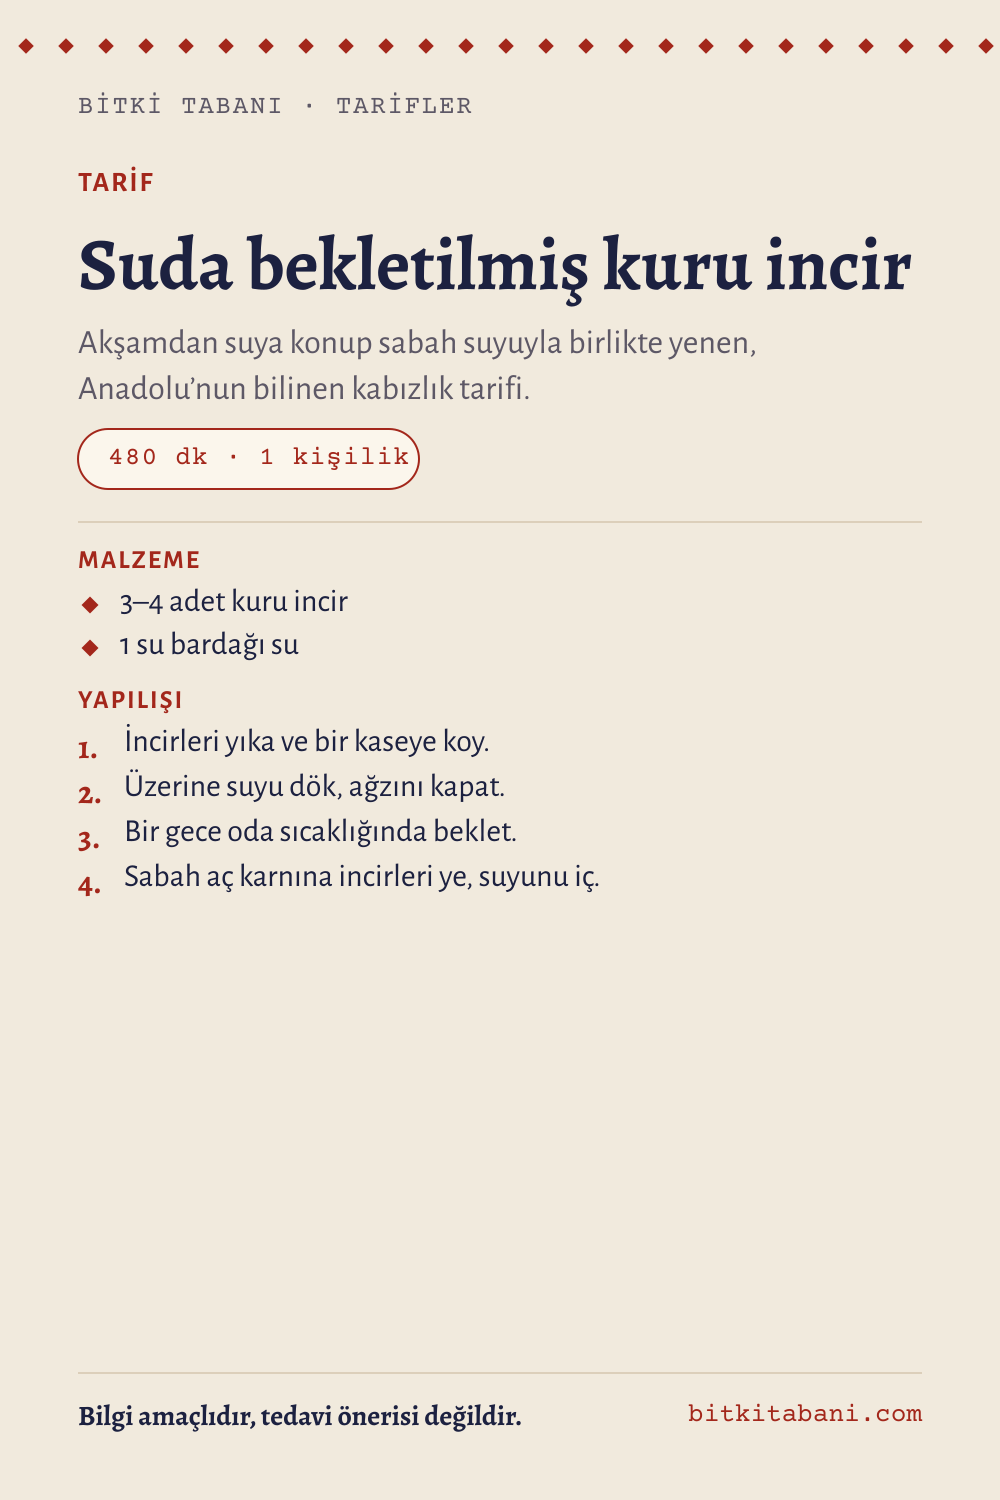 BİTKİ TABANI · TARİFLER
TARİF
Suda bekletilmiş kuru incir
Akşamdan suya konup sabah suyuyla birlikte yenen,
Anadolu’nun bilinen kabızlık tarifi.
480 dk · 1 kişilik
MALZEME
◆ 3–4 adet kuru incir
◆ 1 su bardağı su
YAPILIŞI
1. İncirleri yıka ve bir kaseye koy.
2. Üzerine suyu dök, ağzını kapat.
3. Bir gece oda sıcaklığında beklet.
4. Sabah aç karnına incirleri ye, suyunu iç.
Bilgi amaçlıdır, tedavi önerisi değildir.
bitkitabani.com